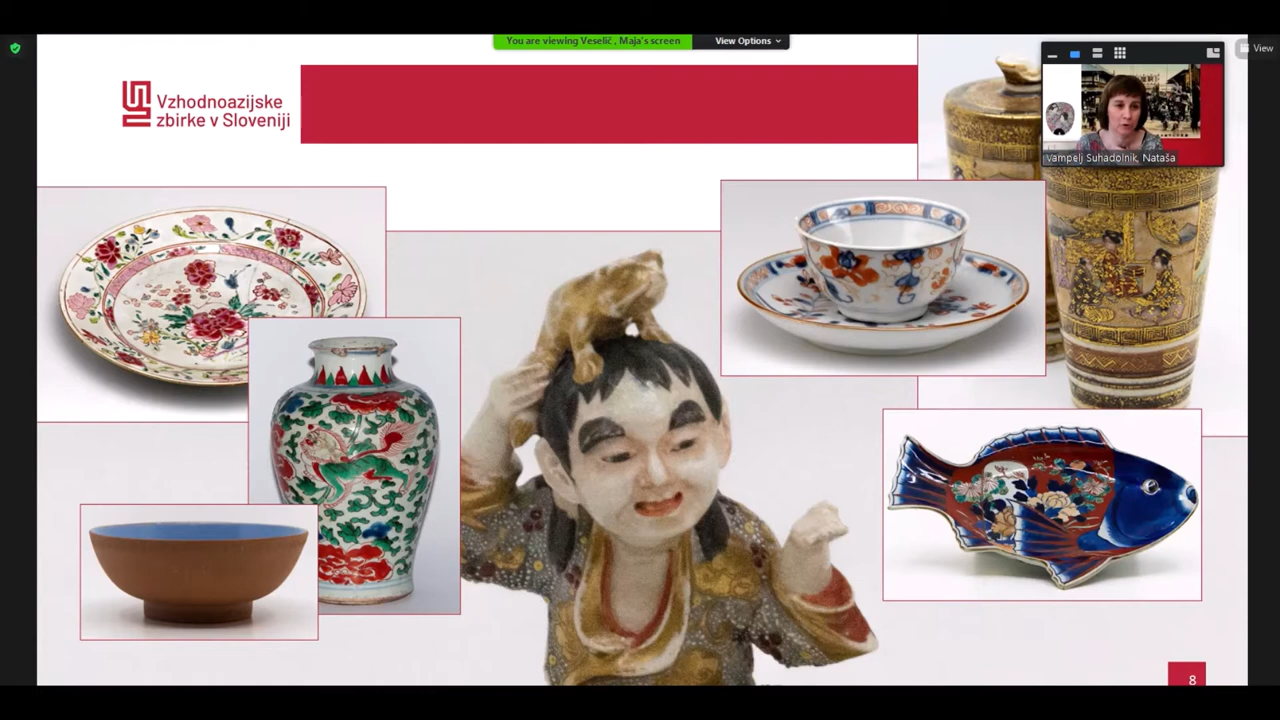 You are viewing Veselič , Maja's screen
View Options
View
Vzhodnoazijske
zbirke v Sloveniji
Vampelj Suhadolnik, Nataša
8